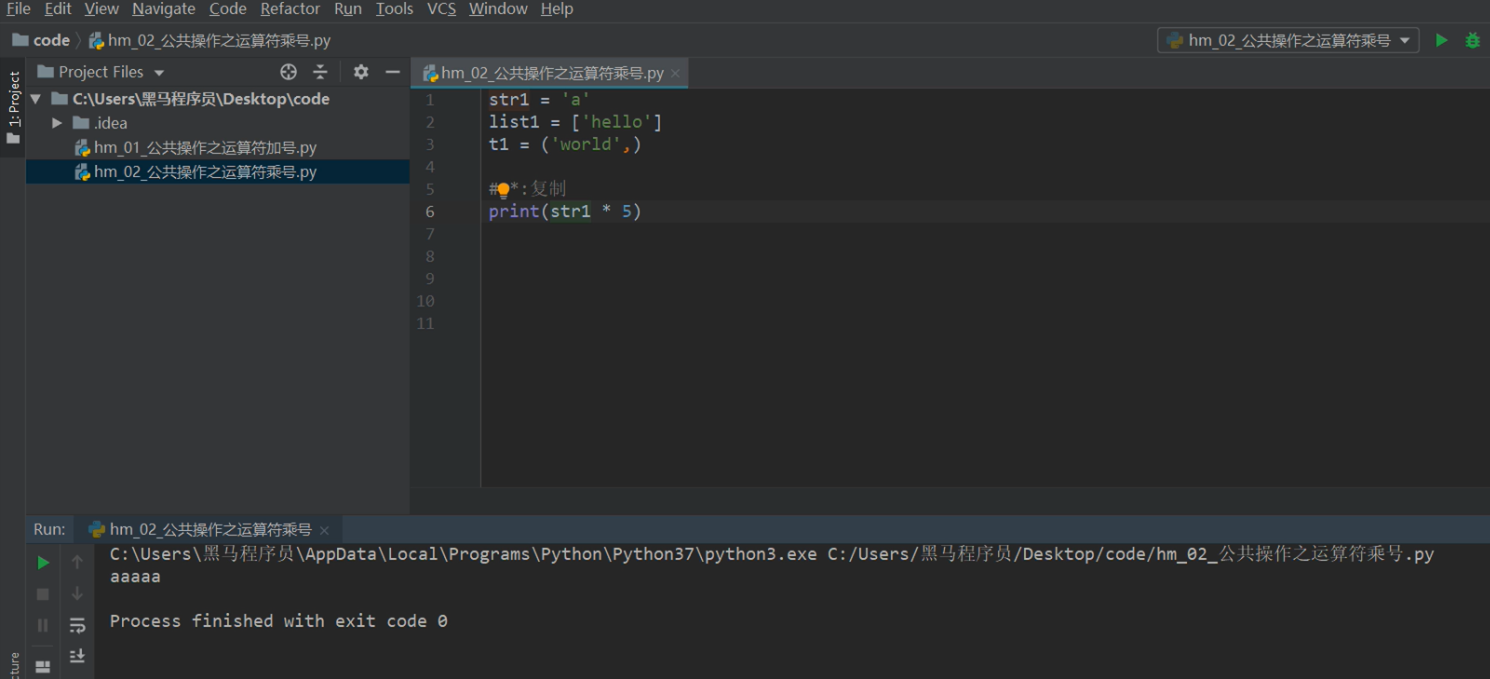 File Edit View Navigate Code Refactor Run Tools VCS Window Help
code hm_02_公共操作之运算符乘号.py
hm_02_公共操作之运算符乘号
1: Project
Project Files
hm_02_公共操作之运算符乘号.py
C:\Users\黑马程序员\Desktop\code
.idea
hm_01_公共操作之运算符加号.py
hm_02_公共操作之运算符乘号.py
1 str1 = 'a'
2 list1 = ['hello']
3 t1 = ('world',)
4
5 # *:复制
6 print(str1 * 5)
7
8
9
10
11
Run: hm_02_公共操作之运算符乘号
C:\Users\黑马程序员\AppData\Local\Programs\Python\Python37\python3.exe C:/Users/黑马程序员/Desktop/code/hm_02_公共操作之运算符乘号.py
aaaaa
Process finished with exit code 0